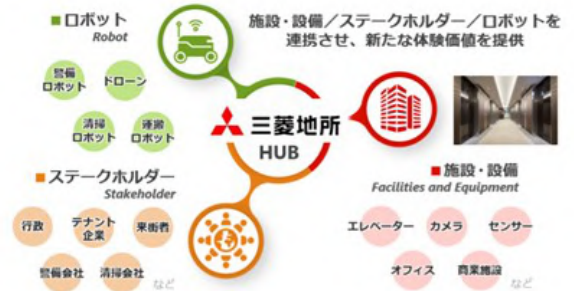 ■ロボット
Robot
警備
ロボット
ドローン
清掃
ロボット
運搬
ロボット
施設・設備／ステークホルダー／ロボットを
連携させ、新たな体験価値を提供
三菱地所
HUB
■ステークホルダー
Stakeholder
行政
テナント
企業
来街者
警備会社
清掃会社
など
■施設・設備
Facilities and Equipment
エレベーター
カメラ
センサー
オフィス
商業施設
など